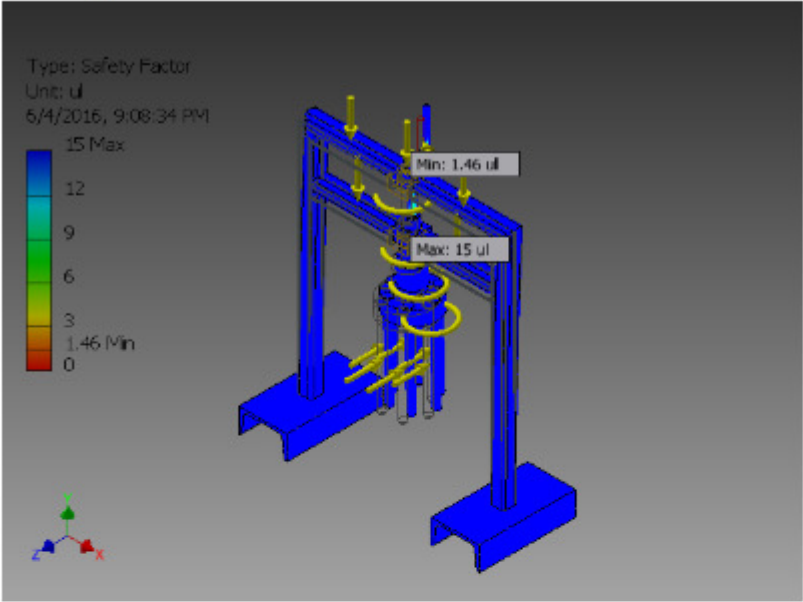 Type: Safety Factor
Unit: ul
6/4/2016, 9:08:34 PM
15 Max
12
9
6
3
1.46 Min
0
Min: 1.46 ul
Max: 15 ul
Y
Z
X